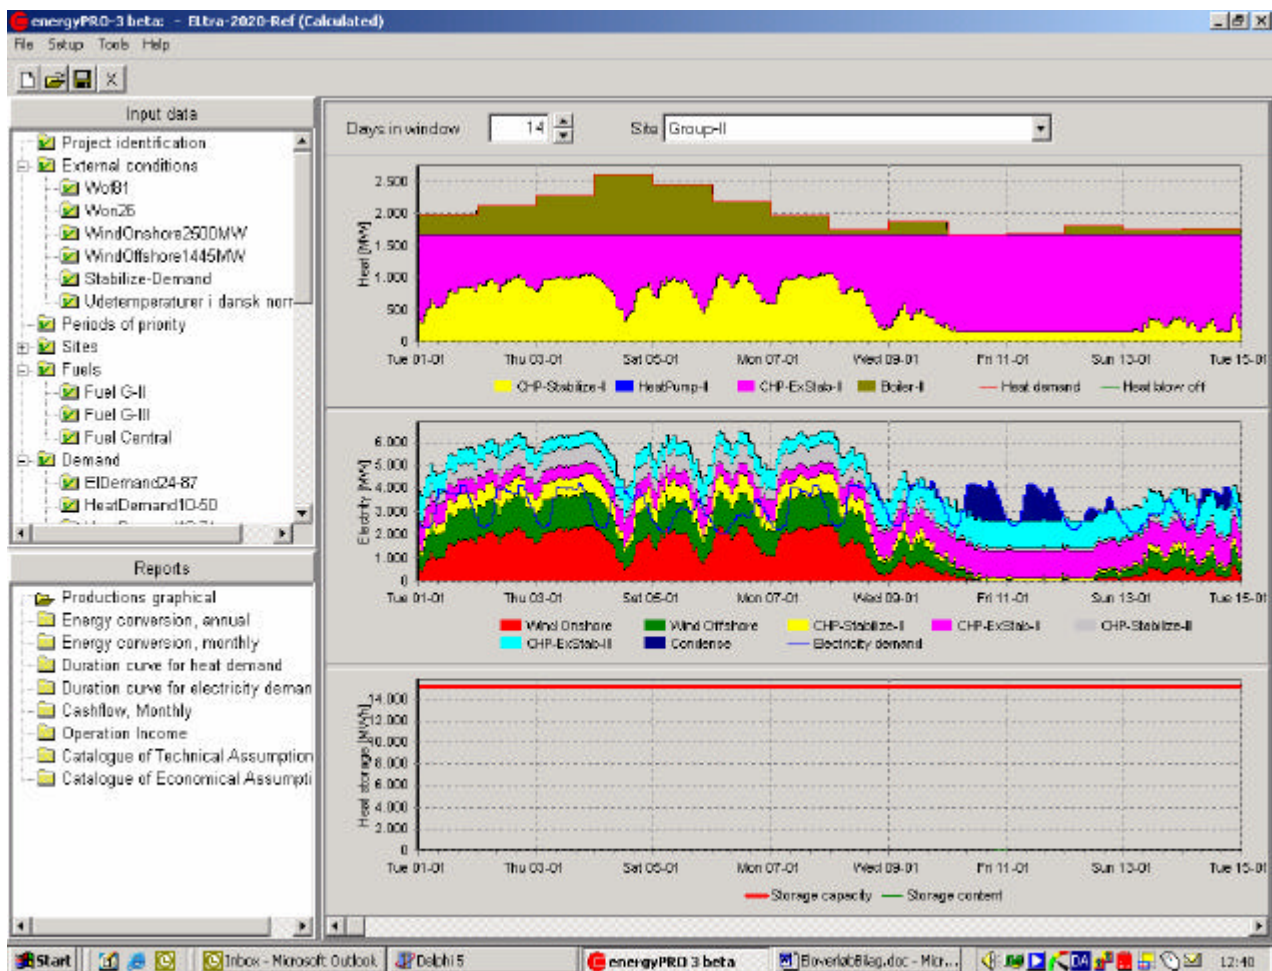 energyPRO-3 beta: - ELtra-2020-Ref (Calculated)
File Setup Tools Help
Input data
Project identification
External conditions
Wof81
Won26
WindOnshore2500MW
WindOffshore1445MW
Stabilize-Demand
Udetemperaturer i dansk norr
Periods of priority
Sites
Fuels
Fuel G-II
Fuel G-III
Fuel Central
Demand
ElDemand24-87
HeatDemand10-50
Reports
Productions graphical
Energy conversion, annual
Energy conversion, monthly
Duration curve for heat demand
Duration curve for electricity deman
Cashflow, Monthly
Operation Income
Catalogue of Technical Assumption
Catalogue of Economical Assumpti
Days in window 14 Site Group-II
Heat [MW]
2.500
2.000
1.500
1.000
500
0
Tue 01-01 Thu 03-01 Sat 05-01 Mon 07-01 Wed 09-01 Fri 11-01 Sun 13-01 Tue 15-01
CHP-Stabilize-II HeatPump-II CHP-ExStab-II Boiler-II Heat demand Heat blow off
Electricity [MW]
6.000
5.000
4.000
3.000
2.000
1.000
0
Tue 01-01 Thu 03-01 Sat 05-01 Mon 07-01 Wed 09-01 Fri 11-01 Sun 13-01 Tue 15-01
Wind Onshore Wind Offshore CHP-Stabilize-II CHP-ExStab-II CHP-Stabilize-III
CHP-ExStab-III Condense Electricity demand
Heat storage [MWh]
14.000
12.000
10.000
8.000
6.000
4.000
2.000
0
Tue 01-01 Thu 03-01 Sat 05-01 Mon 07-01 Wed 09-01 Fri 11-01 Sun 13-01 Tue 15-01
Storage capacity Storage content
Start Inbox - Microsoft Outlook Delphi 5 energyPRO 3 beta EloverløbBilag.doc - Micr... DA 12:40